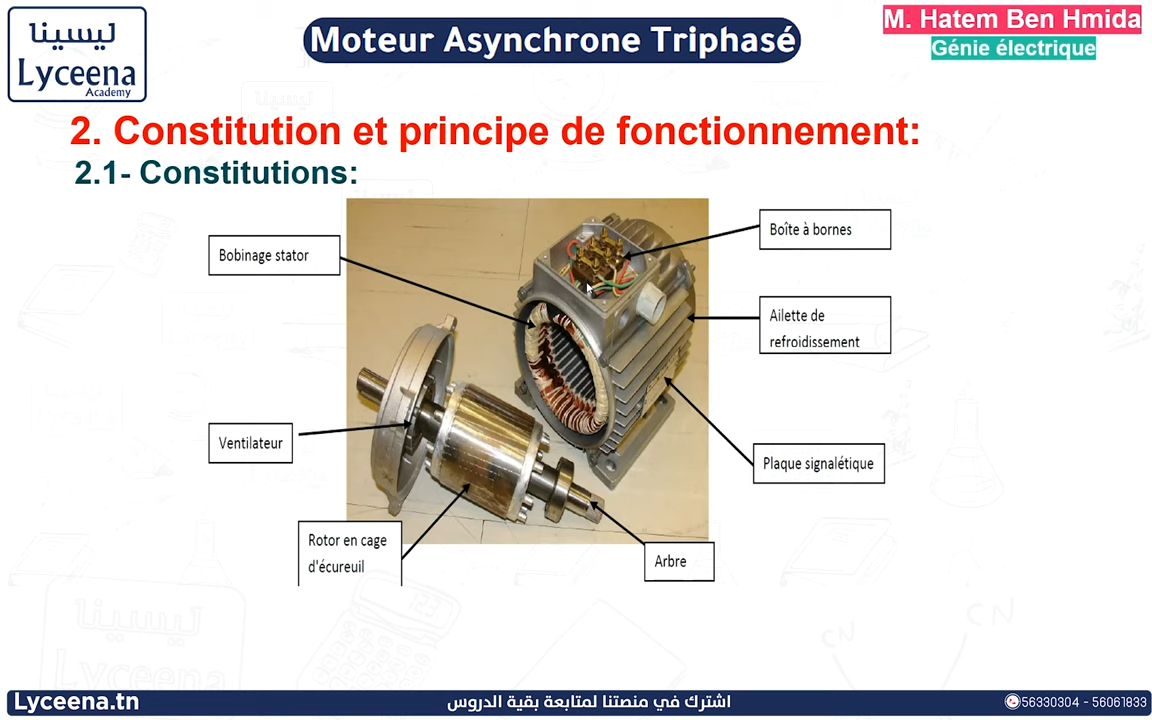 ليسينا
Lyceena
Academy
Moteur Asynchrone Triphasé
M. Hatem Ben Hmida
Génie électrique
2. Constitution et principe de fonctionnement:
2.1- Constitutions:
Bobinage stator
Boîte à bornes
Ailette de
refroidissement
Ventilateur
Plaque signalétique
Rotor en cage
d'écureuil
Arbre
Lyceena.tn
اشترك في منصتنا لمتابعة بقية الدروس
56330304 - 56061833